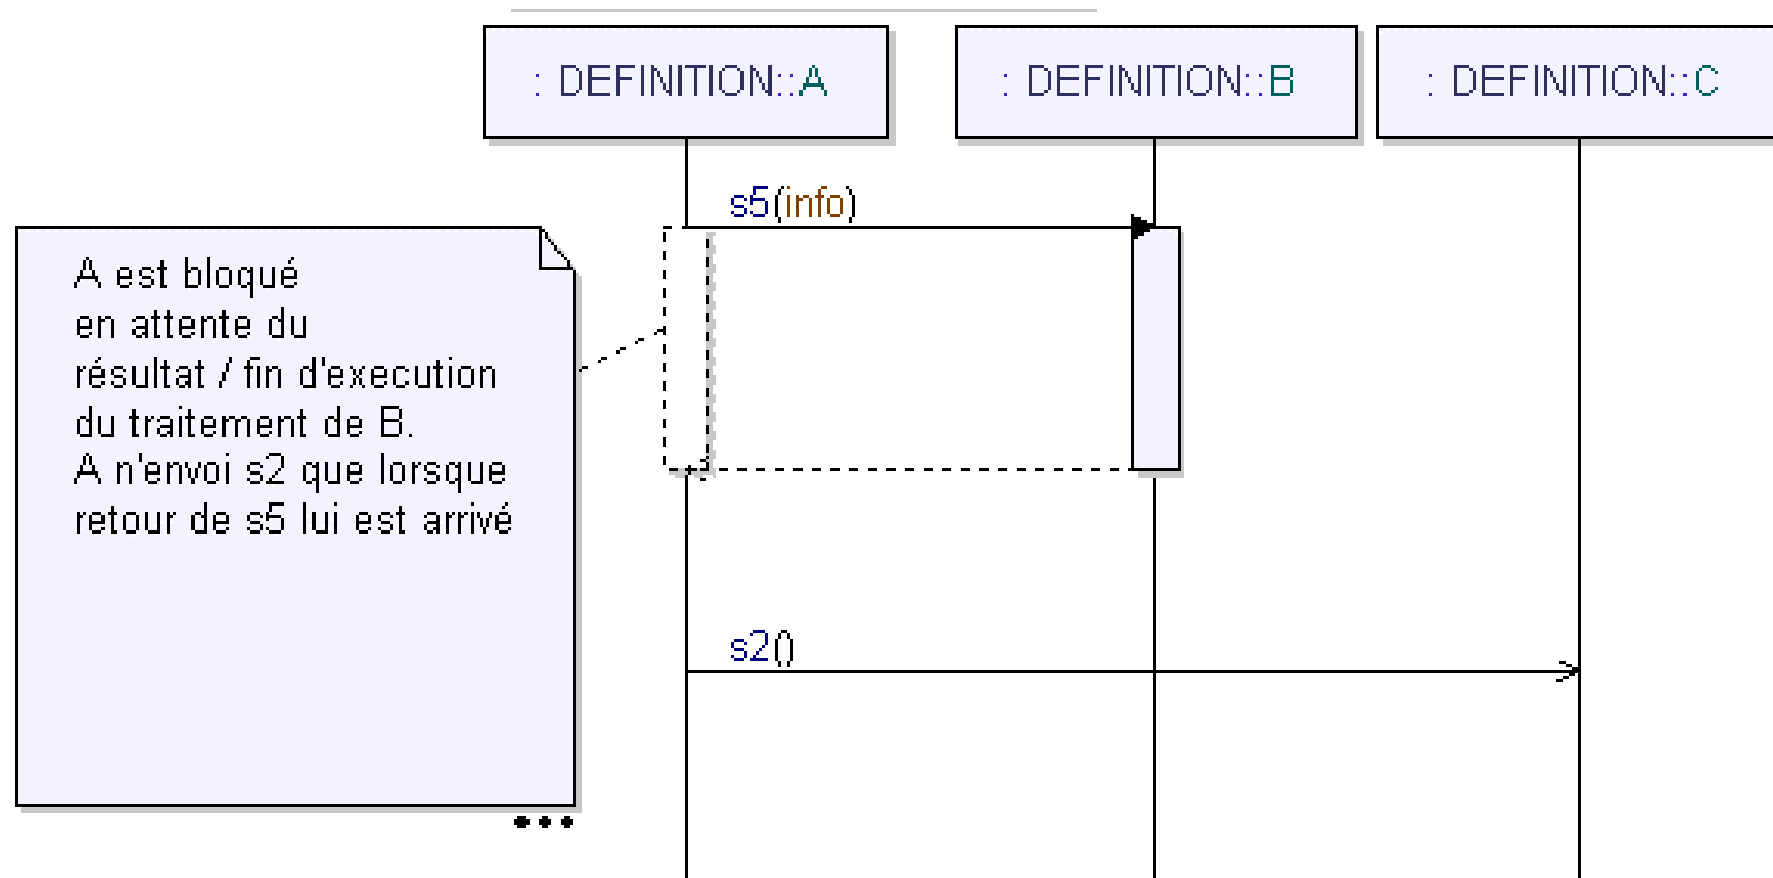 : DEFINITION::A
: DEFINITION::B
: DEFINITION::C
s5(info)
A est bloqué
en attente du
résultat / fin d'execution
du traitement de B.
A n'envoi s2 que lorsque
retour de s5 lui est arrivé
s2()